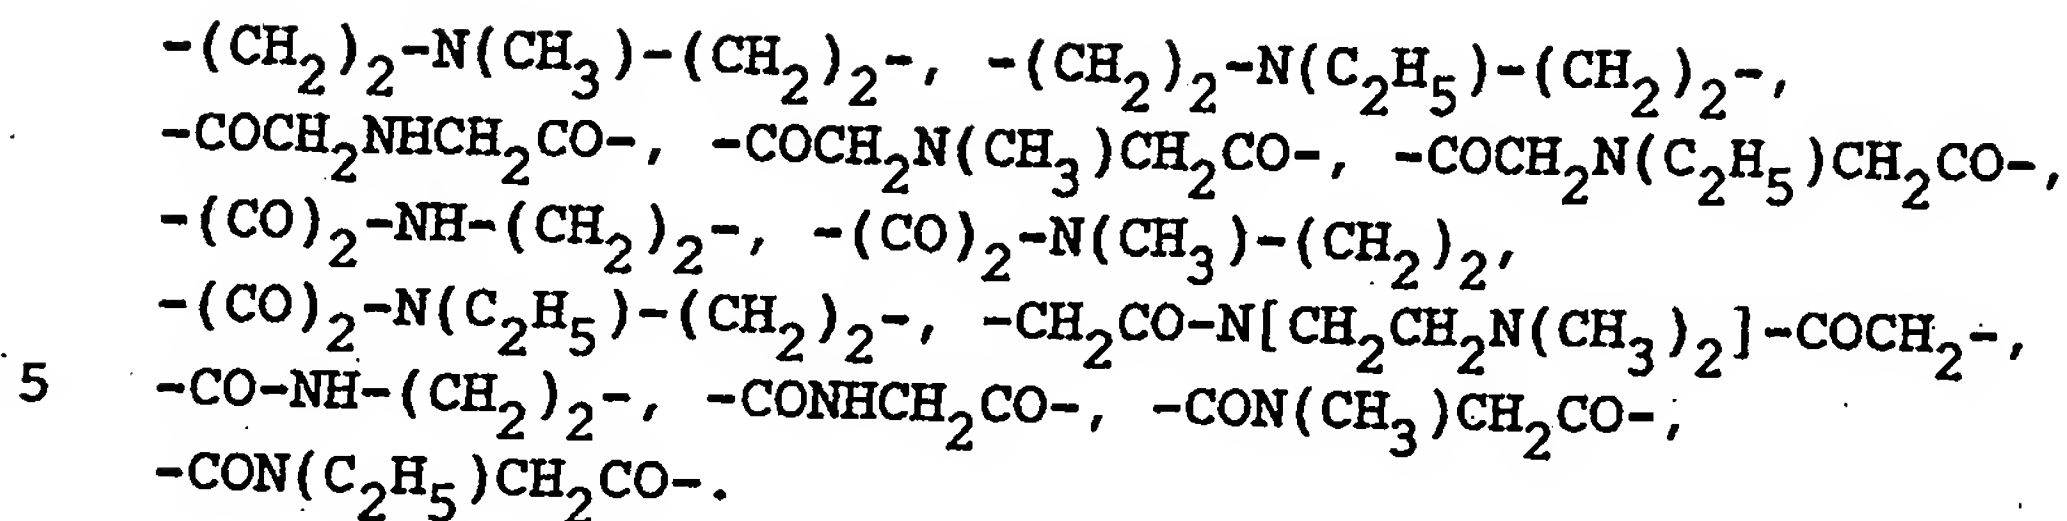 -(CH₂)₂-N(CH₃)-(CH₂)₂-, -(CH₂)₂-N(C₂H₅)-(CH₂)₂-,
-COCH₂NHCH₂CO-, -COCH₂N(CH₃)CH₂CO-, -COCH₂N(C₂H₅)CH₂CO-,
-(CO)₂-NH-(CH₂)₂-, -(CO)₂-N(CH₃)-(CH₂)₂,
-(CO)₂-N(C₂H₅)-(CH₂)₂-, -CH₂CO-N[CH₂CH₂N(CH₃)₂]-COCH₂-,
5 -CO-NH-(CH₂)₂-, -CONHCH₂CO-, -CON(CH₃)CH₂CO-,
-CON(C₂H₅)CH₂CO-.